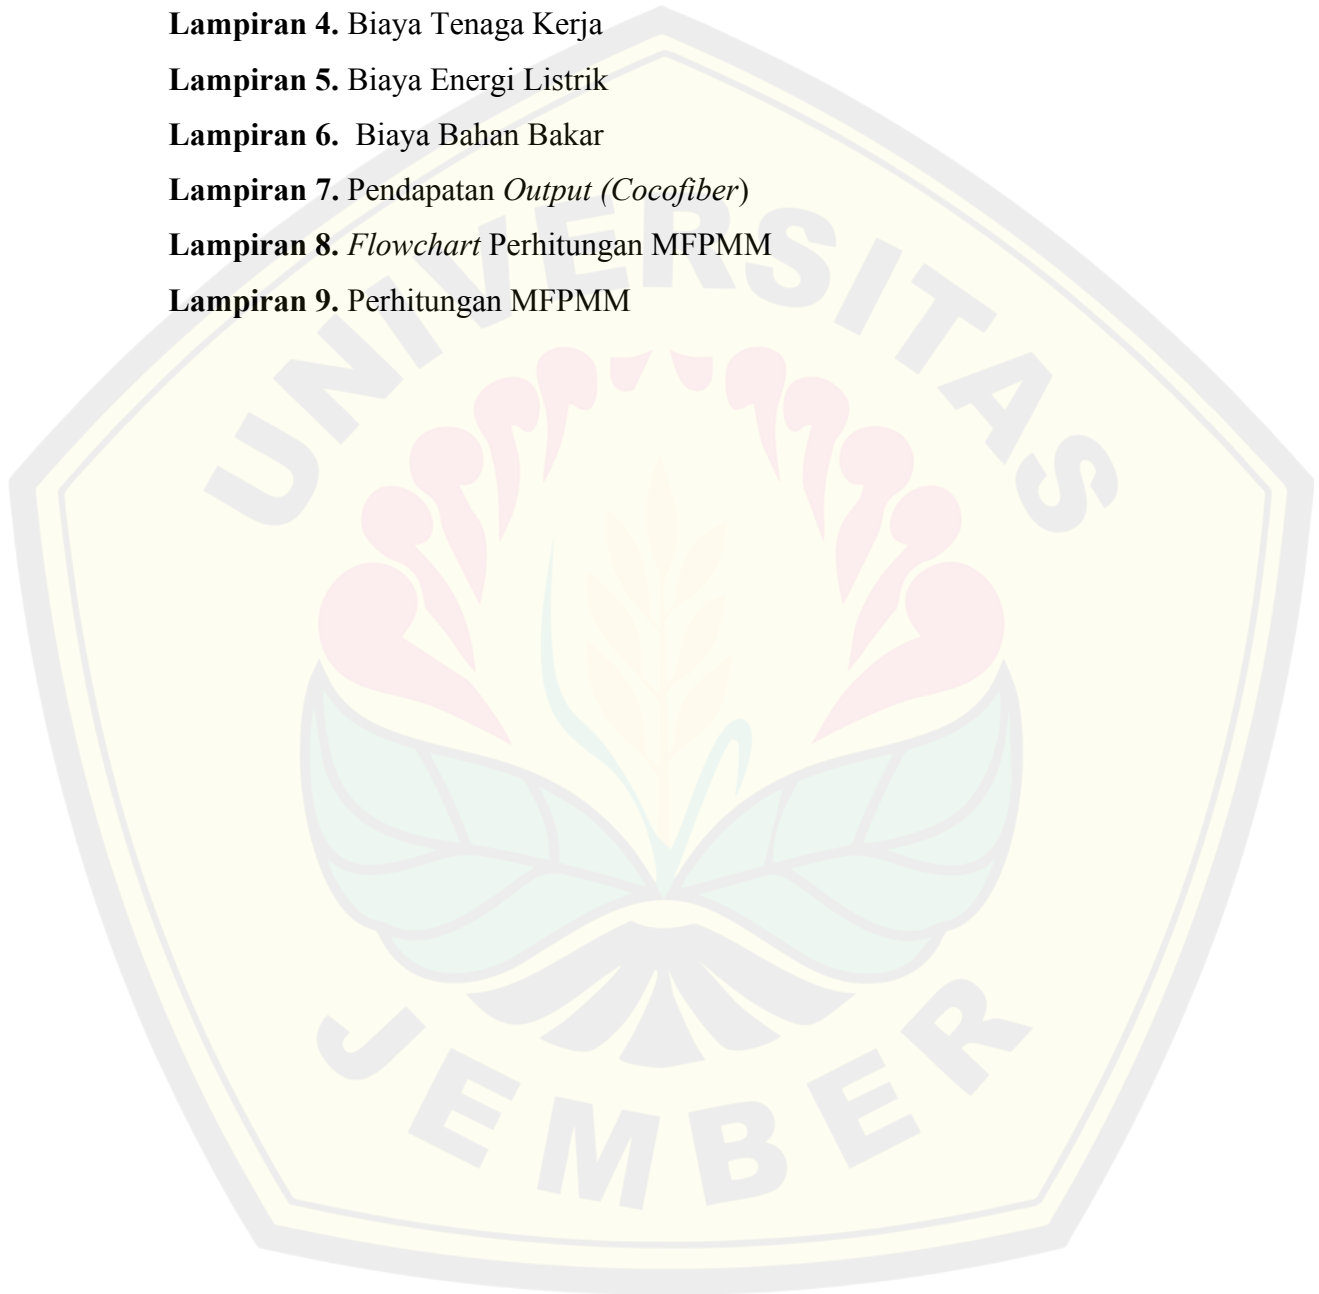 Lampiran 4. Biaya Tenaga Kerja
Lampiran 5. Biaya Energi Listrik
Lampiran 6. Biaya Bahan Bakar
Lampiran 7. Pendapatan Output (Cocofiber)
Lampiran 8. Flowchart Perhitungan MFPMM
Lampiran 9. Perhitungan MFPMM
UNIVERSITAS
JEMBER